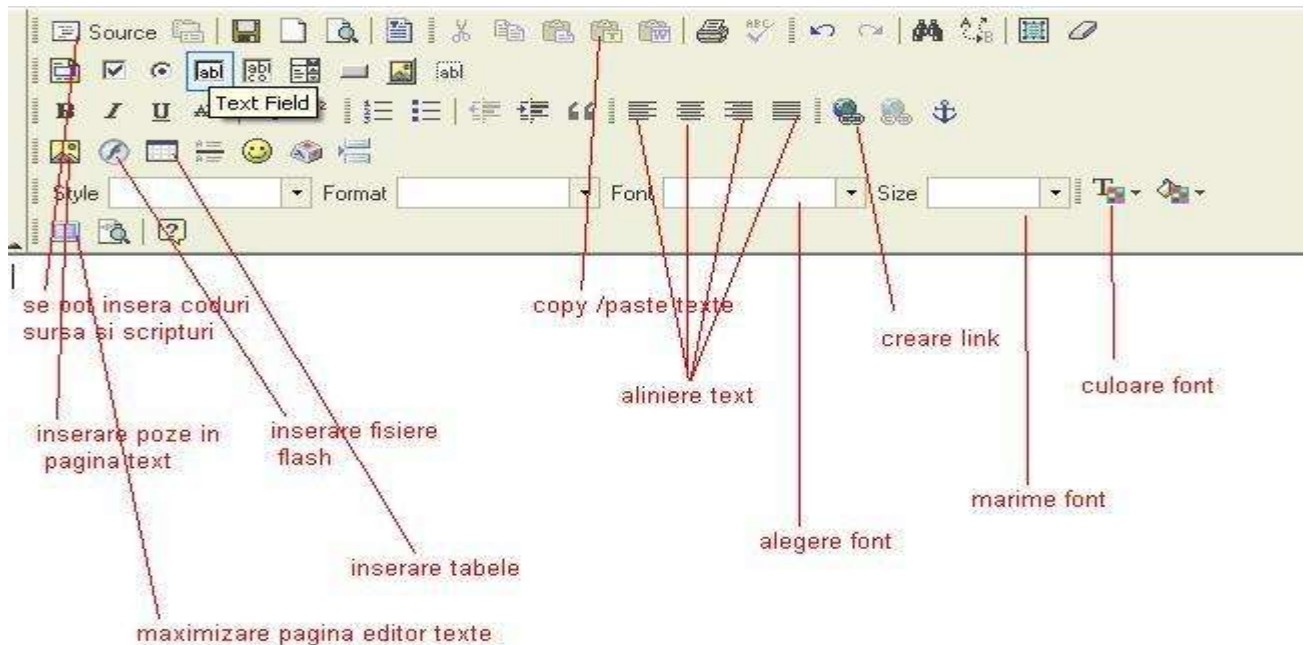 Source
Text Field
Style Format Font Size
se pot insera coduri
sursa si scripturi
copy /paste texte
creare link
aliniere text
culoare font
inserare poze in
pagina text
inserare fisiere
flash
marime font
alegere font
inserare tabele
maximizare pagina editor texte